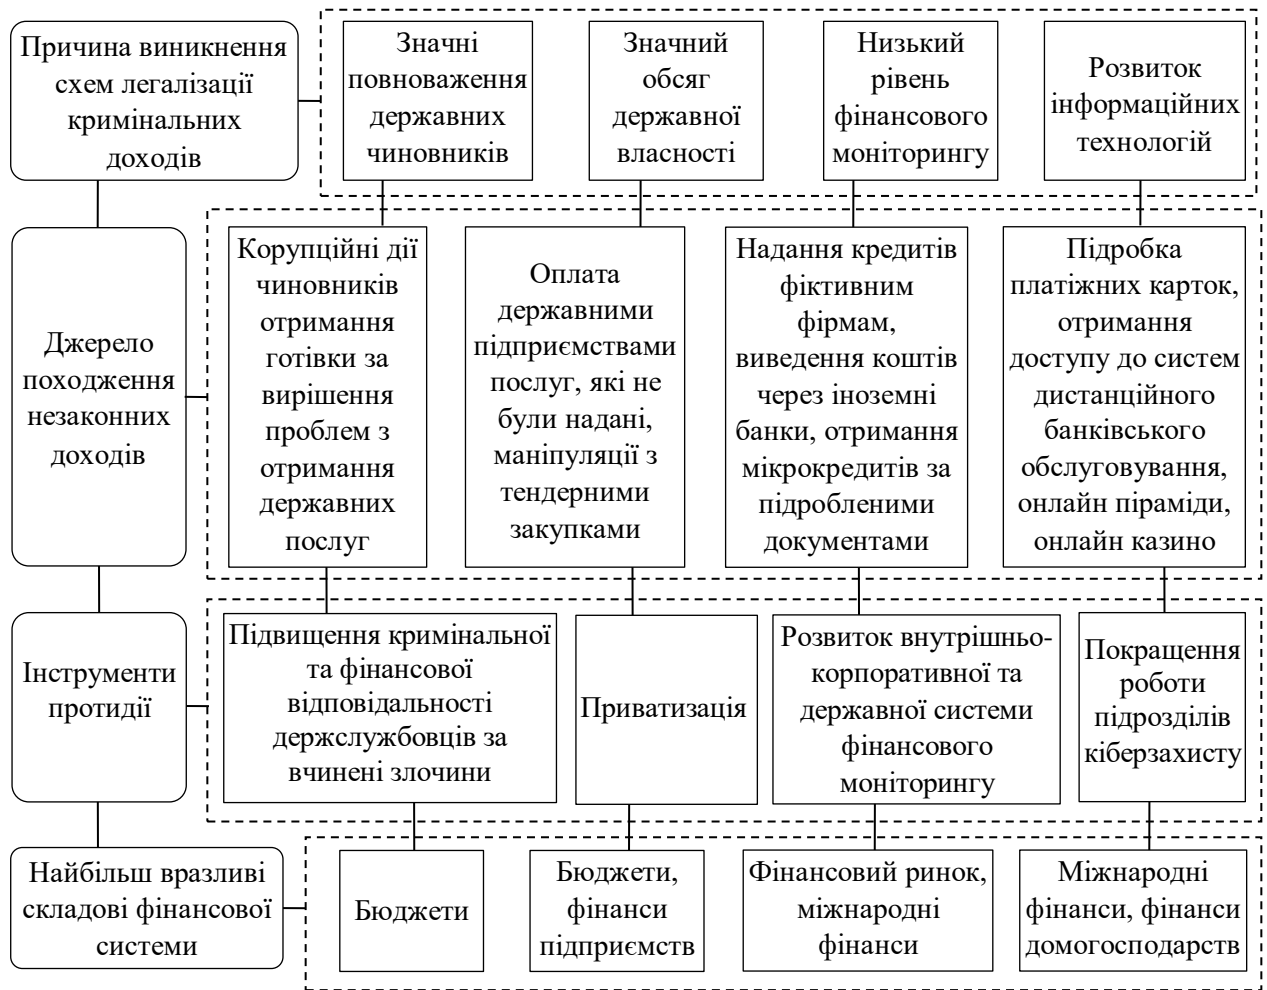 Причина виникнення
схем легалізації
кримінальних
доходів
Значні
повноваження
державних
чиновників
Значний
обсяг
державної
власності
Низький
рівень
фінансового
моніторингу
Розвиток
інформаційних
технологій
Джерело
походження
незаконних
доходів
Корупційні дії
чиновників
отримання
готівки за
вирішення
проблем з
отримання
державних
послуг
Оплата
державними
підприємствами
послуг, які не
були надані,
маніпуляції з
тендерними
закупками
Надання кредитів
фіктивним
фірмам,
виведення коштів
через іноземні
банки, отримання
мікрокредитів за
підробленими
документами
Підробка
платіжних карток,
отримання
доступу до систем
дистанційного
банківського
обслуговування,
онлайн піраміди,
онлайн казино
Інструменти
протидії
Підвищення кримінальної
та фінансової
відповідальності
держслужбовців за
вчинені злочини
Приватизація
Розвиток внутрішньо-
корпоративної та
державної системи
фінансового
моніторингу
Покращення
роботи
підрозділів
кіберзахисту
Найбільш вразливі
складові фінансової
системи
Бюджети
Бюджети,
фінанси
підприємств
Фінансовий ринок,
міжнародні
фінанси
Міжнародні
фінанси, фінанси
домогосподарств